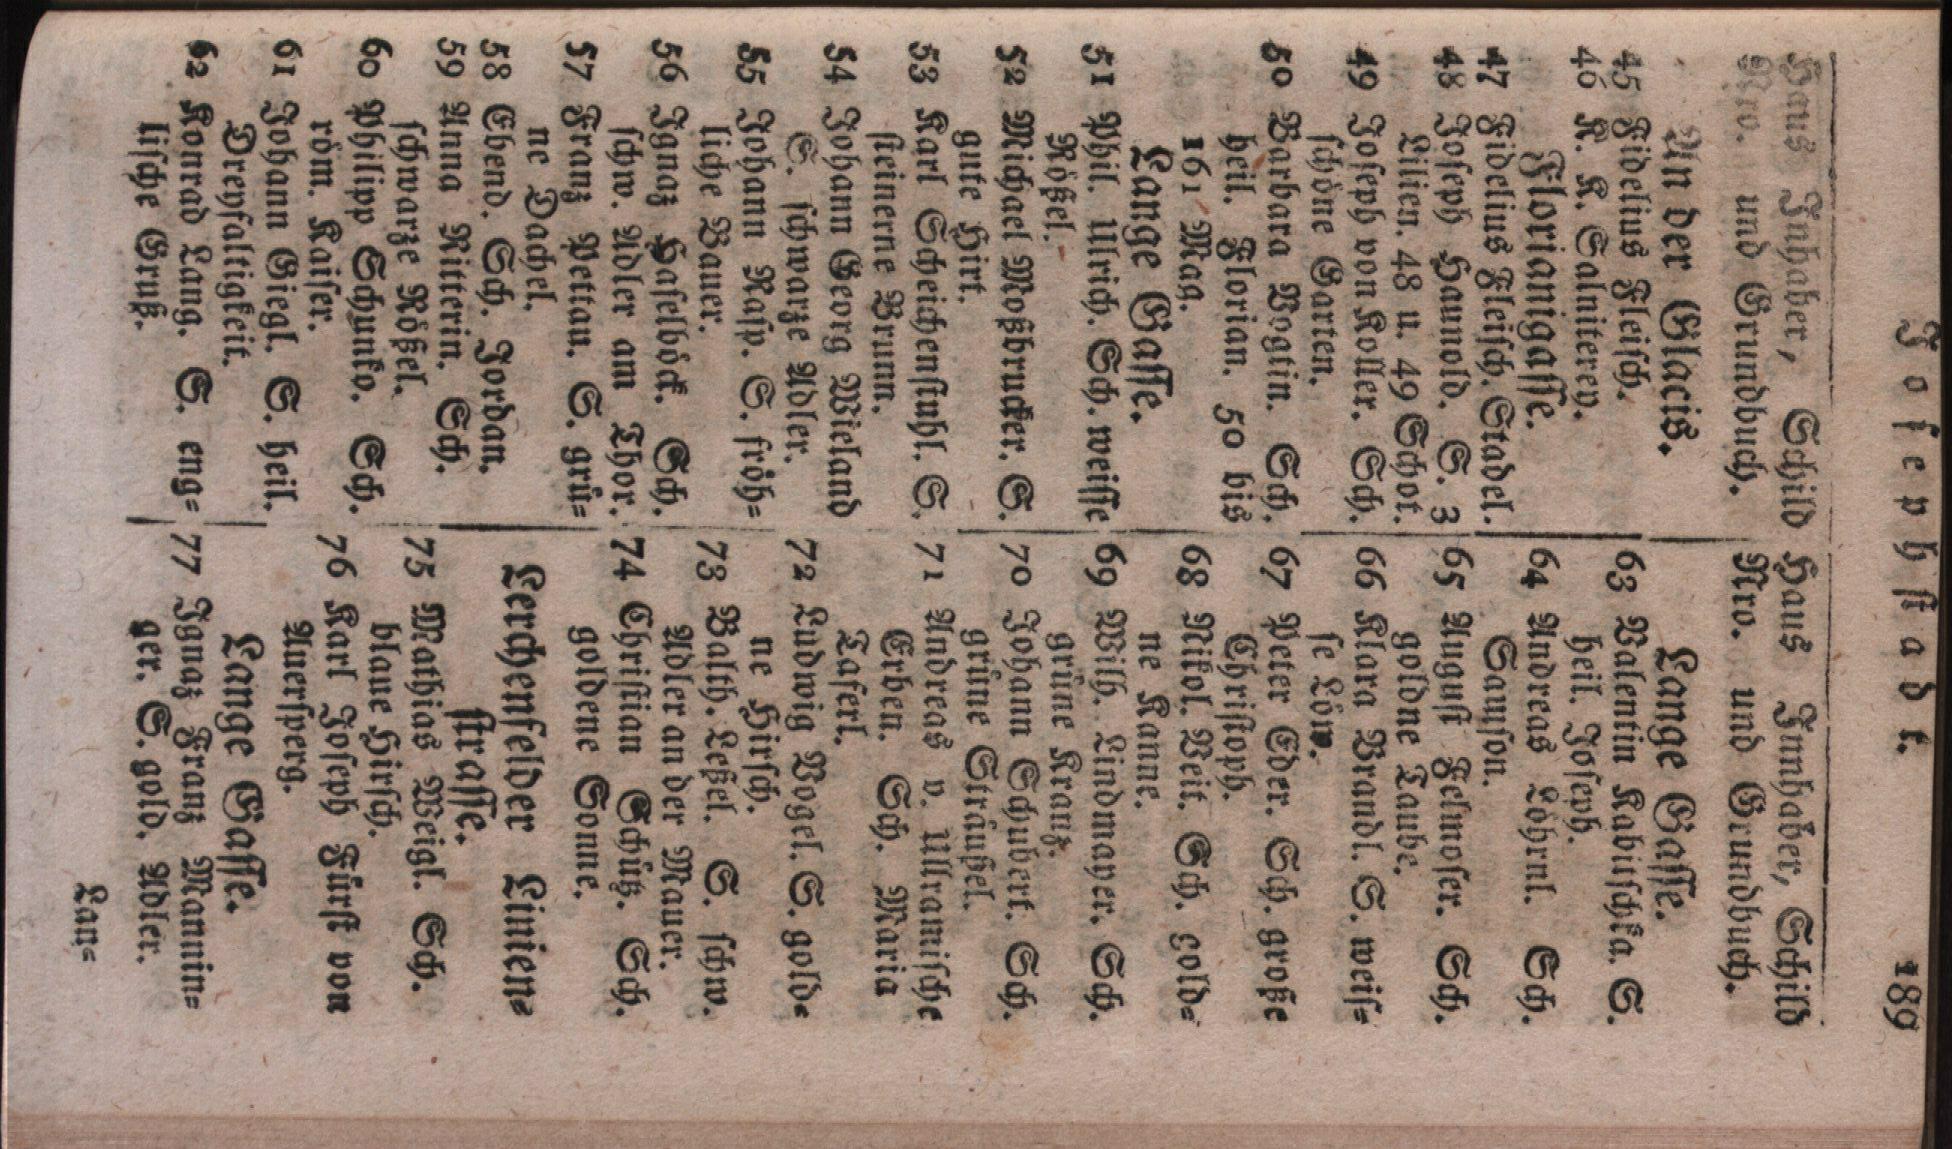 Josephstadt. 189
Haus Inhaber, Schild
Nro. und Grundbuch.
An der Glacis.
45 Fidelius Fleisch.
46 K. K. Salniterey.
Florianigasse.
47 Fidelius Fleisch. Stadel.
48 Joseph Haunold. S. 3
Lilien. 48 u. 49 Schot.
49 Joseph von Koller. Sch.
schöne Garten.
50 Barbara Vogtin. Sch.
heil. Florian. 50 bis
161 Mag.
Lange Gasse.
51 Phil. Ulrich. Sch. weisse
Rößel.
52 Michael Moßbrucker. S.
gute Hirt.
53 Karl Scheichenstuhl. S.
steinerne Brunn.
54 Johann Georg Wieland
S. schwarze Adler.
55 Johann Rasp. S. fröh=
liche Bauer.
56 Ignaz Haselböck. Sch.
schw. Adler am Thor.
57 Franz Pettau. S. grü=
ne Dachel.
58 Ebend. Sch. Jordan.
59 Anna Ritterin. Sch.
schwarze Rößel.
60 Philipp Schunko. Sch.
röm. Kaiser.
61 Johann Giegl. S. heil.
Dreyfaltigkeit.
62 Konrad Lang. S. eng=
lische Gruß.
Haus Innhaber, Schild
Nro. und Grundbuch.
Lange Gasse.
63 Valentin Kabitschka. S.
heil. Joseph.
64 Andreas Löhrnl. Sch.
Samson.
65 August Fehnmoser. Sch.
goldne Taube.
66 Klara Brandl. S. weis=
se Löw.
67 Peter Eder. Sch. große
Christoph.
68 Nikol. Veit. Sch. gold=
ne Kanne.
69 Wilh. Lindmayer. Sch.
grüne Kranz.
70 Johann Schubert. Sch.
grüne Sträußel.
71 Andreas v. Ullramische
Erben. Sch. Maria
Taferl.
72 Ludwig Vogel. S. gold=
ne Hirsch.
73 Balth. Leßel. S. schw.
Adler an der Mauer.
74 Christian Schütz. Sch.
goldene Sonne.
Lerchenfelder Linien=
strasse.
75 Mathias Weigl. Sch.
blaue Hirsch.
76 Karl Joseph Fürst von
Auersperg.
Lange Gasse.
77 Ignaz Franz Mannin=
ger. S. gold. Adler.
Lan=